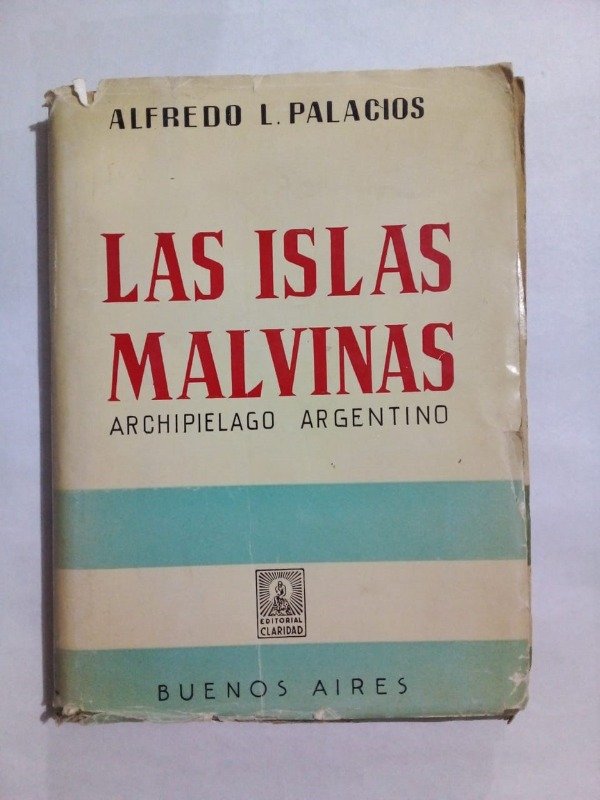 ALFREDO L. PALACIOS
LAS ISLAS
MALVINAS
ARCHIPIELAGO ARGENTINO
EDITORIAL
CLARIDAD
BUENOS AIRES